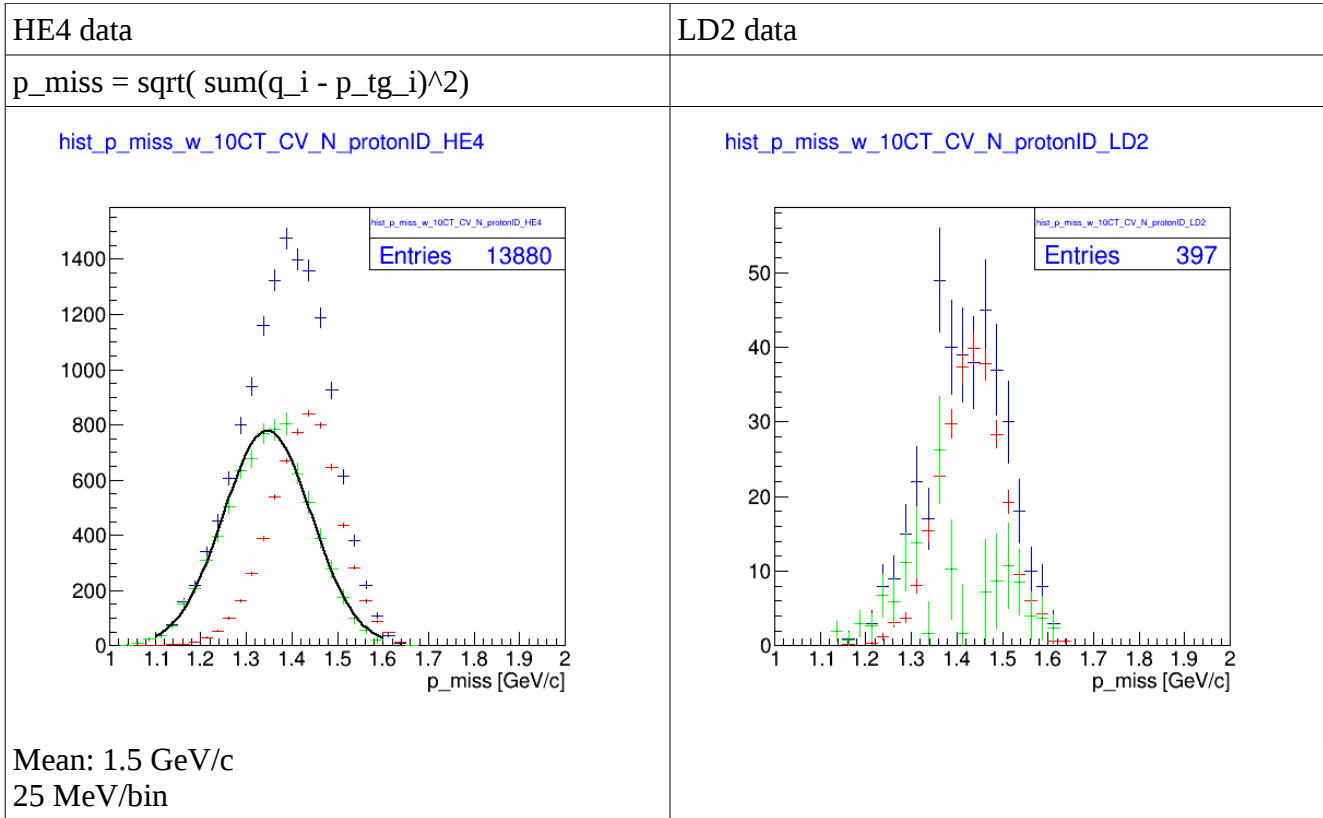 HE4 data
LD2 data
p_miss = sqrt( sum(q_i - p_tg_i)^2)
hist_p_miss_w_10CT_CV_N_protonID_HE4
hist_p_miss_w_10CT_CV_N_protonID_HE4
Entries 13880
1400
1200
1000
800
600
400
200
0
1 1.1 1.2 1.3 1.4 1.5 1.6 1.7 1.8 1.9 2
p_miss [GeV/c]
hist_p_miss_w_10CT_CV_N_protonID_LD2
hist_p_miss_w_10CT_CV_N_protonID_LD2
Entries 397
50
40
30
20
10
0
1 1.1 1.2 1.3 1.4 1.5 1.6 1.7 1.8 1.9 2
p_miss [GeV/c]
Mean: 1.5 GeV/c
25 MeV/bin